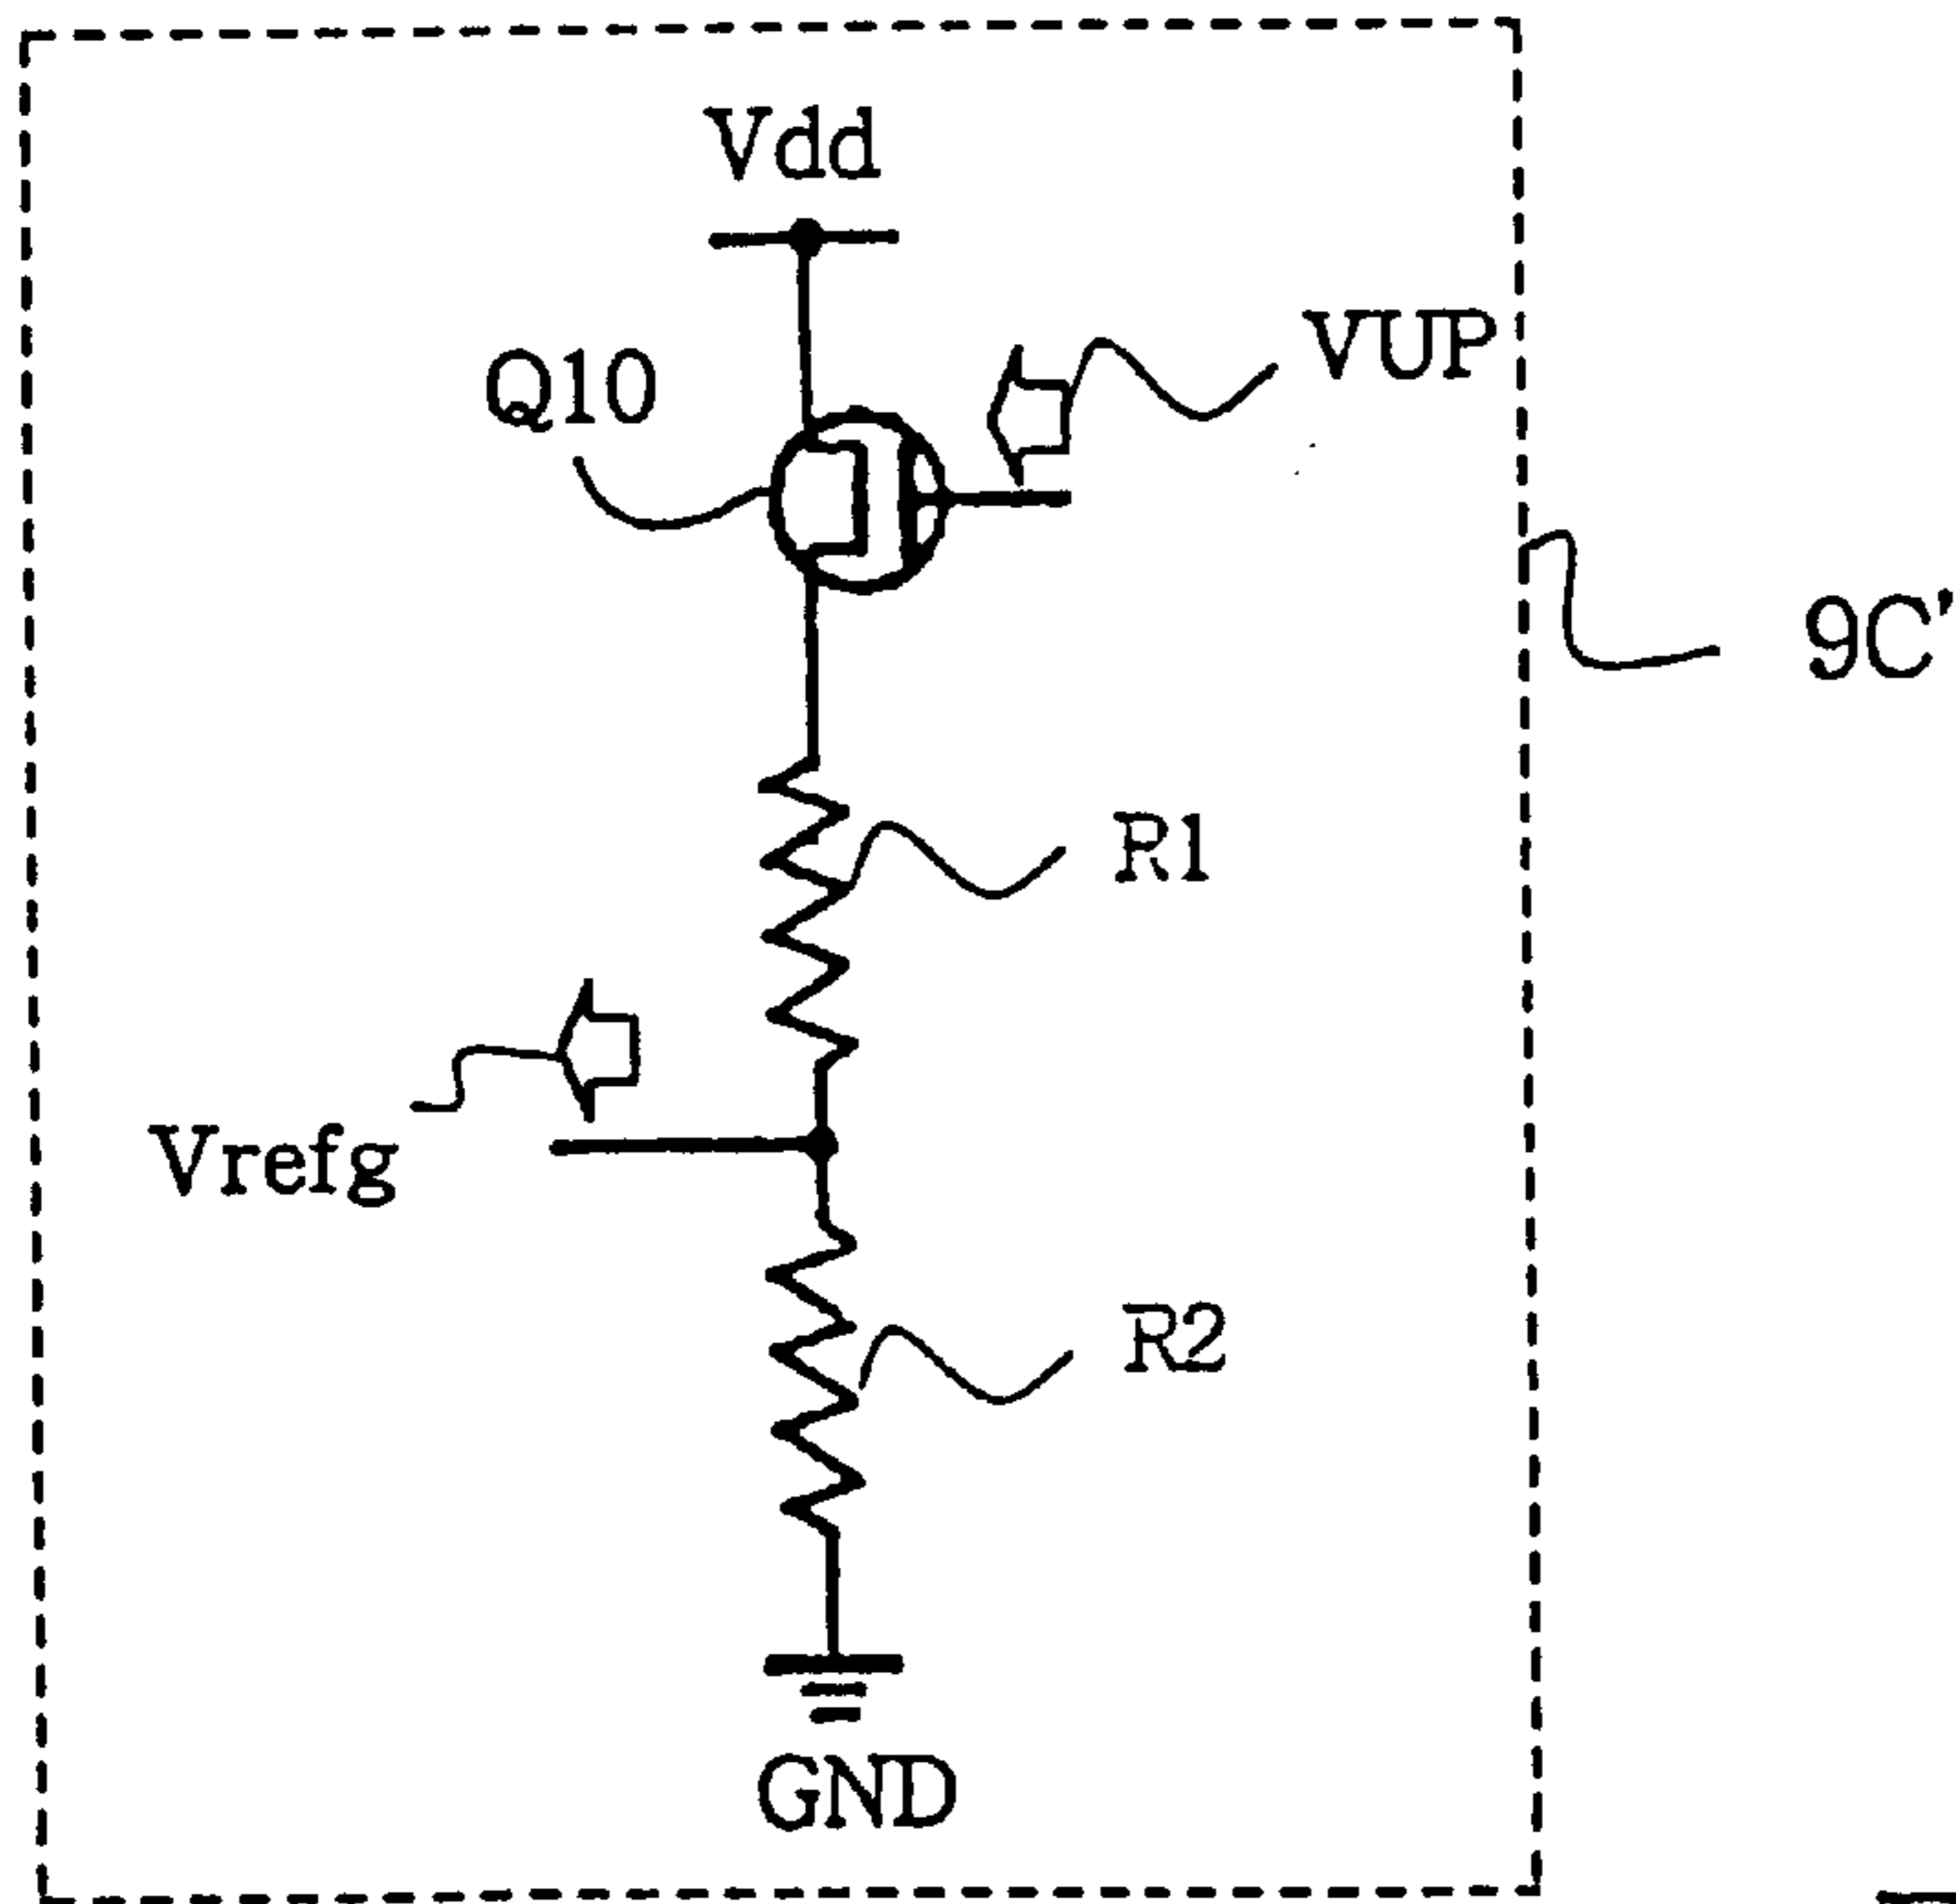 Vdd
VUP
Q10
9C'
R1
Vrefg
R2
GND